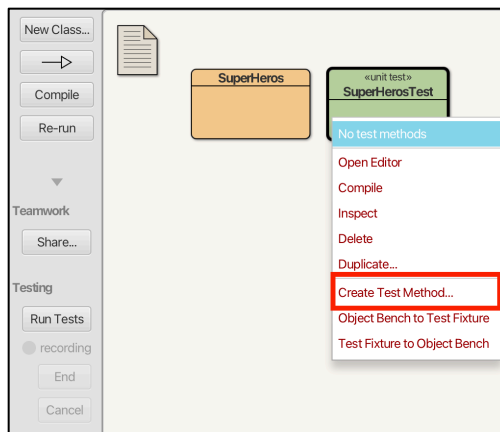 New Class...
Compile
Re-run
Teamwork
Share...
Testing
Run Tests
recording
End
Cancel
SuperHeros
«unit test»
SuperHerosTest
No test methods
Open Editor
Compile
Inspect
Delete
Duplicate...
Create Test Method...
Object Bench to Test Fixture
Test Fixture to Object Bench